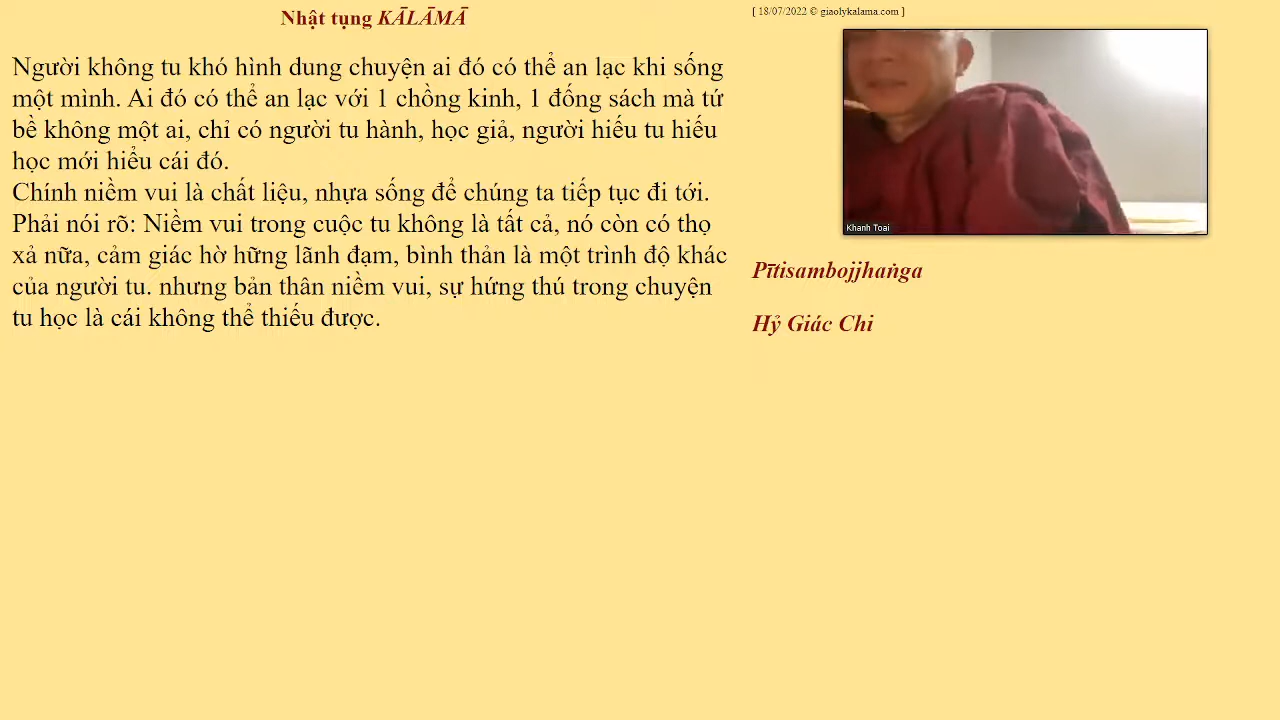 Nhật tụng KĀLĀMĀ
Người không tu khó hình dung chuyện ai đó có thể an lạc khi sống
một mình. Ai đó có thể an lạc với 1 chồng kinh, 1 đống sách mà tứ
bề không một ai, chỉ có người tu hành, học giả, người hiếu tu hiếu
học mới hiểu cái đó.
Chính niềm vui là chất liệu, nhựa sống để chúng ta tiếp tục đi tới.
Phải nói rõ: Niềm vui trong cuộc tu không là tất cả, nó còn có thọ
xả nữa, cảm giác hờ hững lãnh đạm, bình thản là một trình độ khác
của người tu. nhưng bản thân niềm vui, sự hứng thú trong chuyện
tu học là cái không thể thiếu được.
[ 18/07/2022 © giaolykalama.com ]
Khanh Toai
Pītisambojjhaṅga
Hỷ Giác Chi